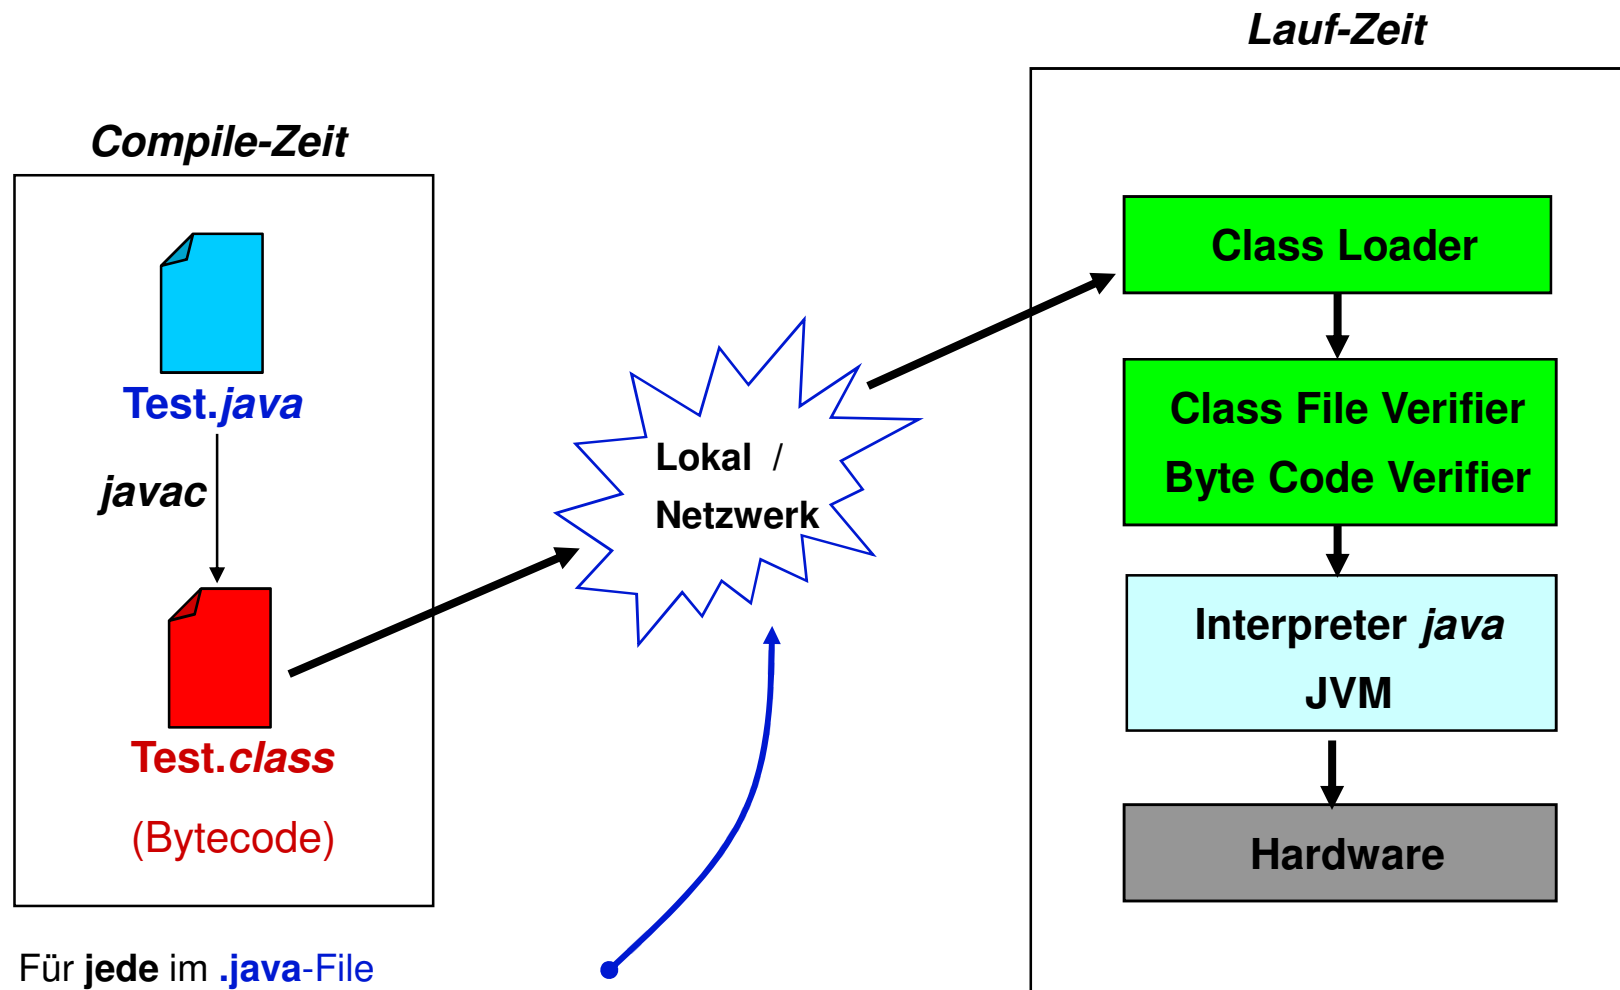 Lauf-Zeit
Compile-Zeit
Test.java
javac
Test.class
(Bytecode)
Für jede im .java-File
Lokal /
Netzwerk
Class Loader
Class File Verifier
Byte Code Verifier
Interpreter java
JVM
Hardware